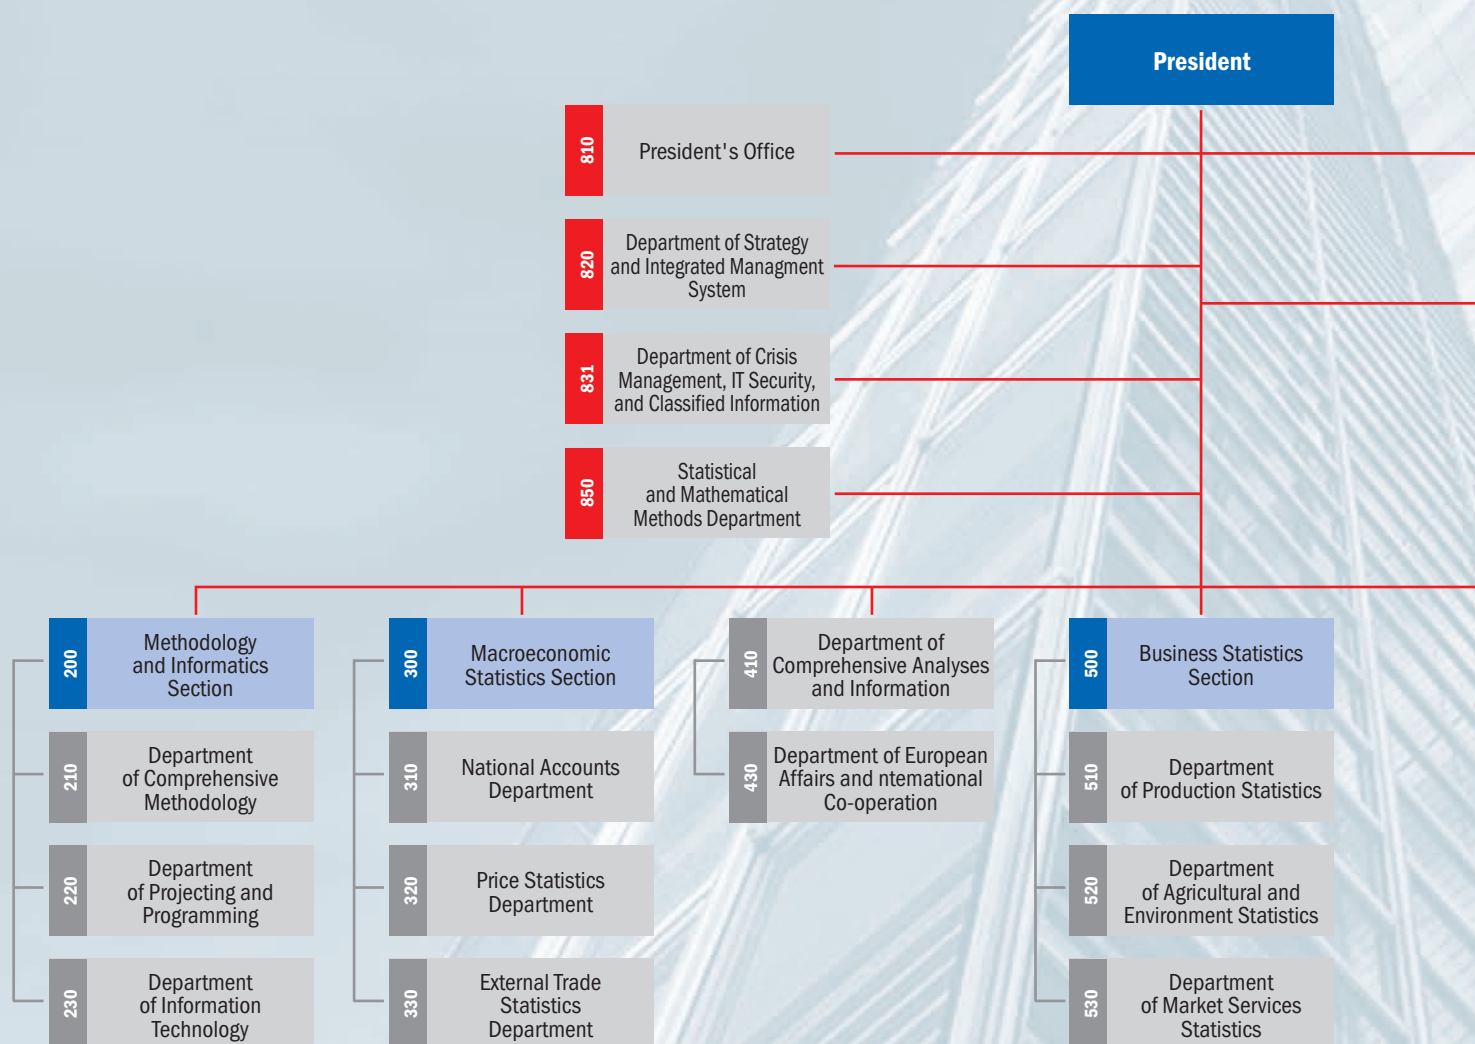 President
810
President's Office
820
Department of Strategy
and Integrated Managment
System
831
Department of Crisis
Management, IT Security,
and Classified Information
850
Statistical
and Mathematical
Methods Department
200
Methodology
and Informatics
Section
210
Department
of Comprehensive
Methodology
220
Department
of Projecting and
Programming
230
Department
of Information
Technology
300
Macroeconomic
Statistics Section
310
National Accounts
Department
320
Price Statistics
Department
330
External Trade
Statistics
Department
410
Department of
Comprehensive Analyses
and Information
430
Department of European
Affairs and ntemational
Co-operation
500
Business Statistics
Section
510
Department
of Production Statistics
520
Department
of Agricultural and
Environment Statistics
530
Department
of Market Services
Statistics